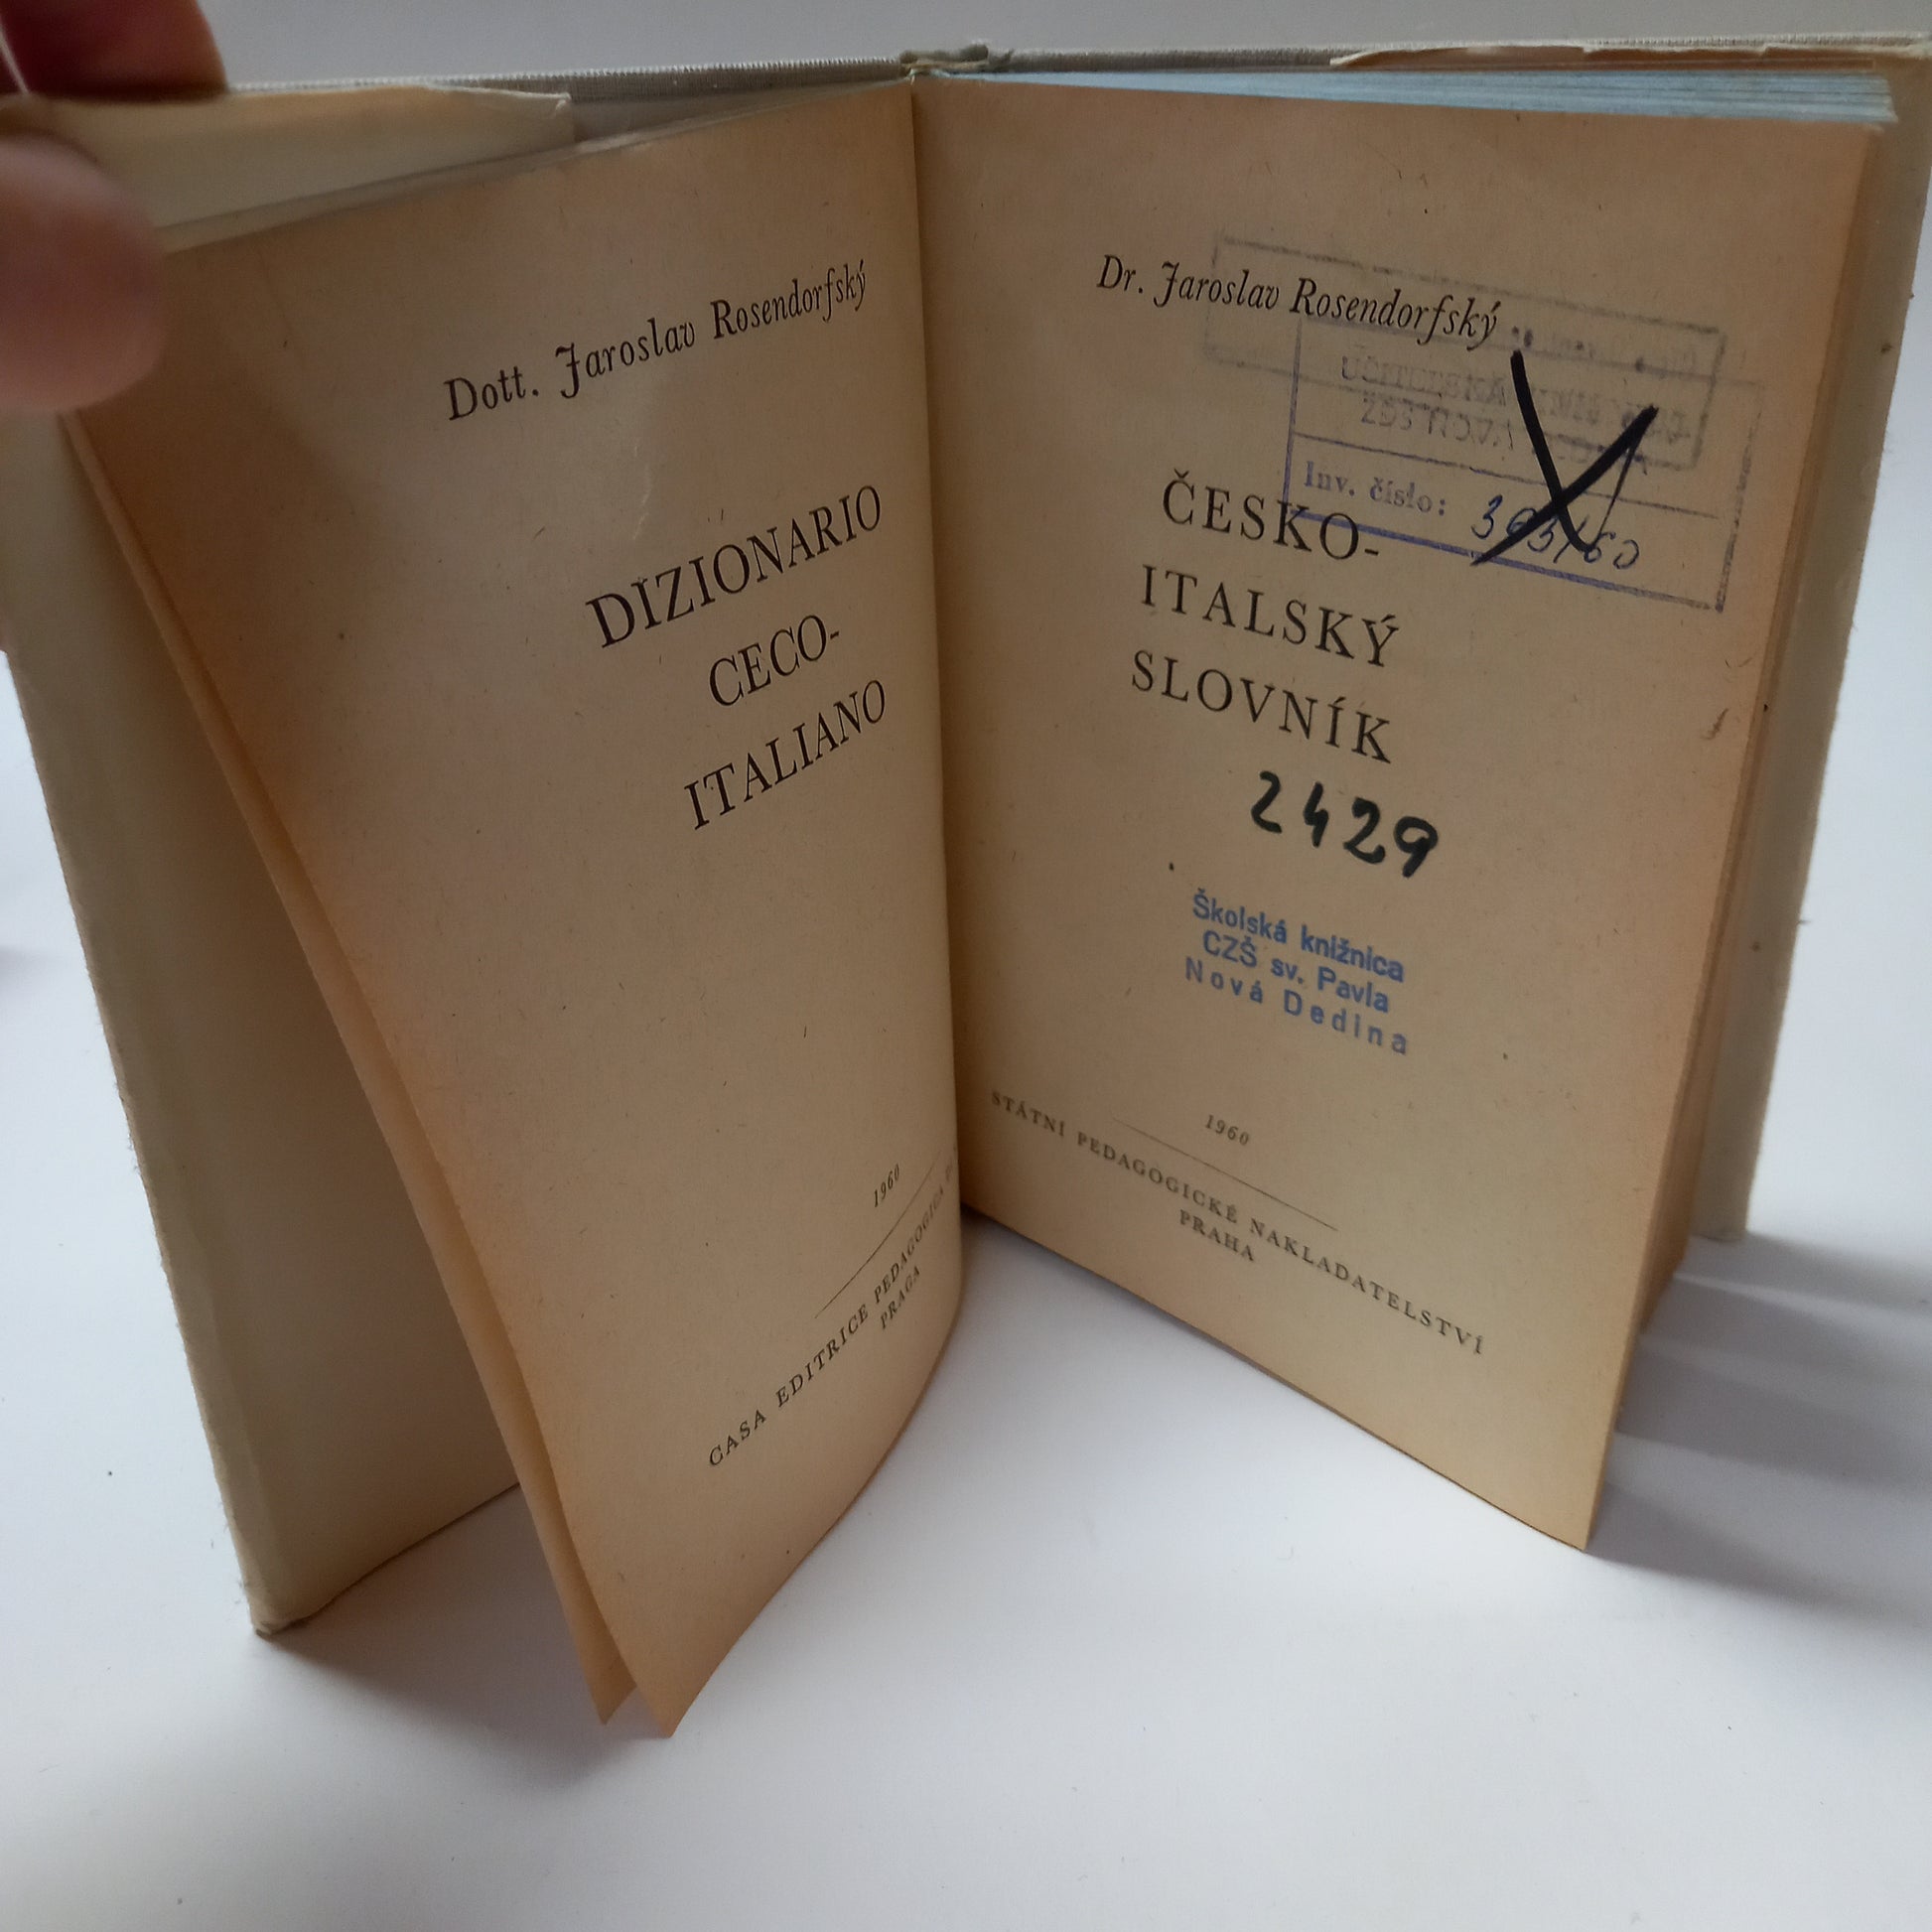 Dott. Jaroslav Rosendorfský
DIZIONARIO
CECO-
ITALIANO
1960
CASA EDITRICE PEDAGOGICA
PRAGA
Dr. Jaroslav Rosendorfský
Inv. číslo:
ČESKO-
ITALSKÝ
SLOVNÍK
2429
Školská knižnica
CZŠ sv. Pavla
Nová Dedina
1960
STÁTNÍ PEDAGOGICKÉ NAKLADATELSTVÍ
PRAHA